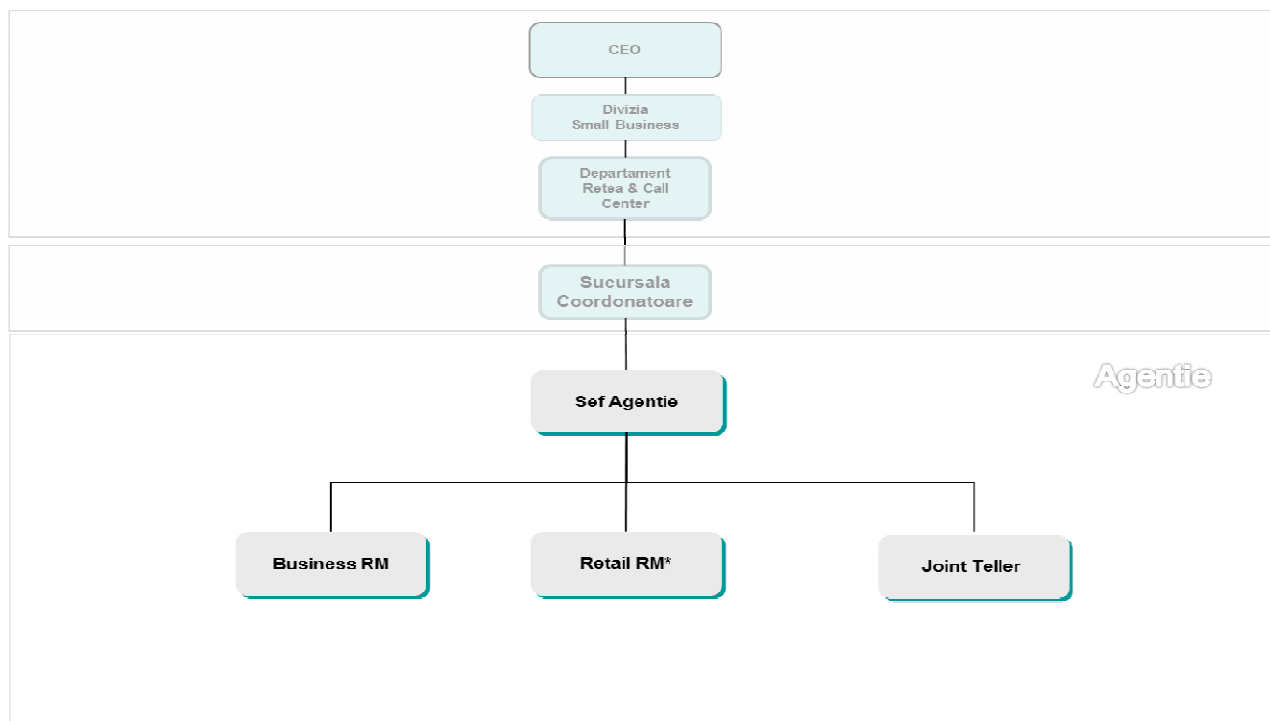 CEO
Divizia
Small Business
Departament
Retea & Call
Center
Sucursala
Coordonatoare
Agentie
Sef Agentie
Business RM
Retail RM*
Joint Teller